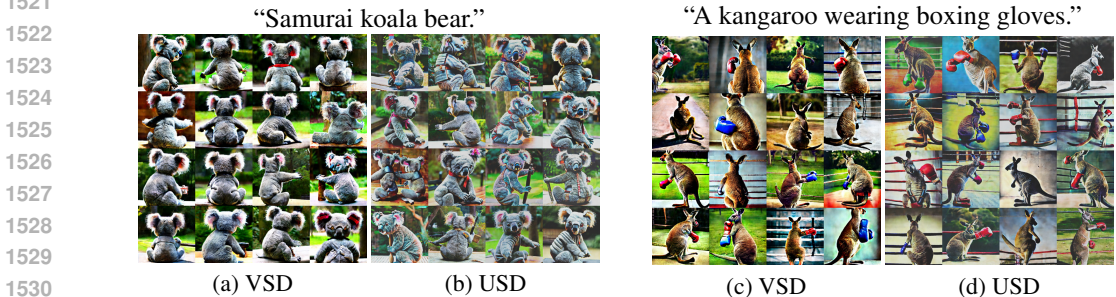 1521
1522
1523
1524
1525
1526
1527
1528
1529
1530
“Samurai koala bear.”
(a) VSD
(b) USD
“A kangaroo wearing boxing gloves.”
(c) VSD
(d) USD